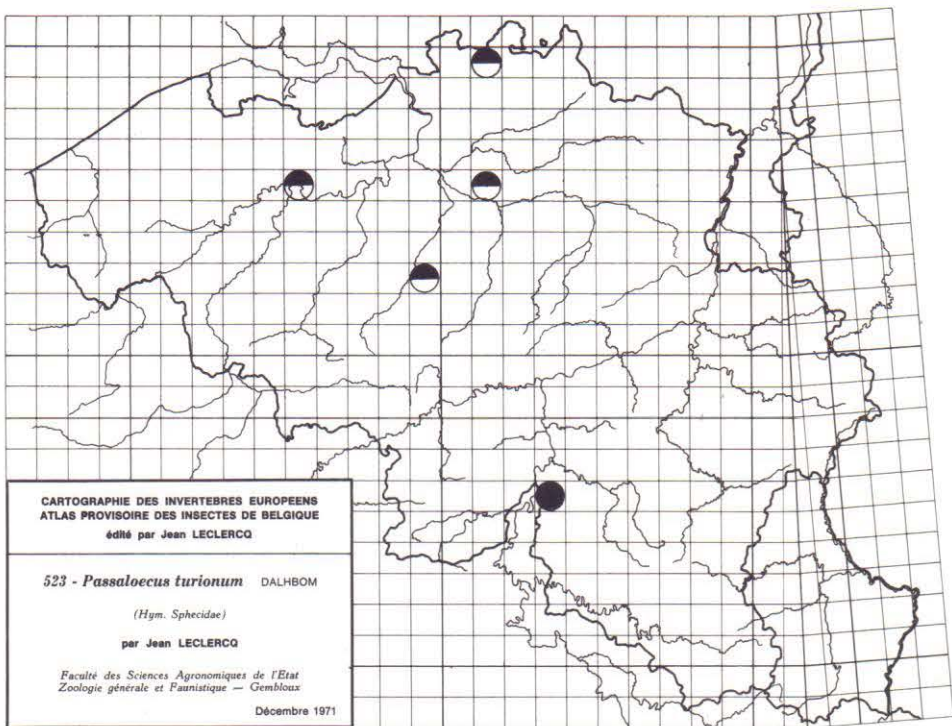 CARTOGRAPHIE DES INVERTEBRES EUROPEENS
ATLAS PROVISOIRE DES INSECTES DE BELGIQUE
édité par Jean LECLERCQ
523 - Passaloecus turionum DALHBOM
(Hym. Sphecidae)
par Jean LECLERCQ
Faculté des Sciences Agronomiques de l'Etat
Zoologie générale et Faunistique — Gembloux
Décembre 1971